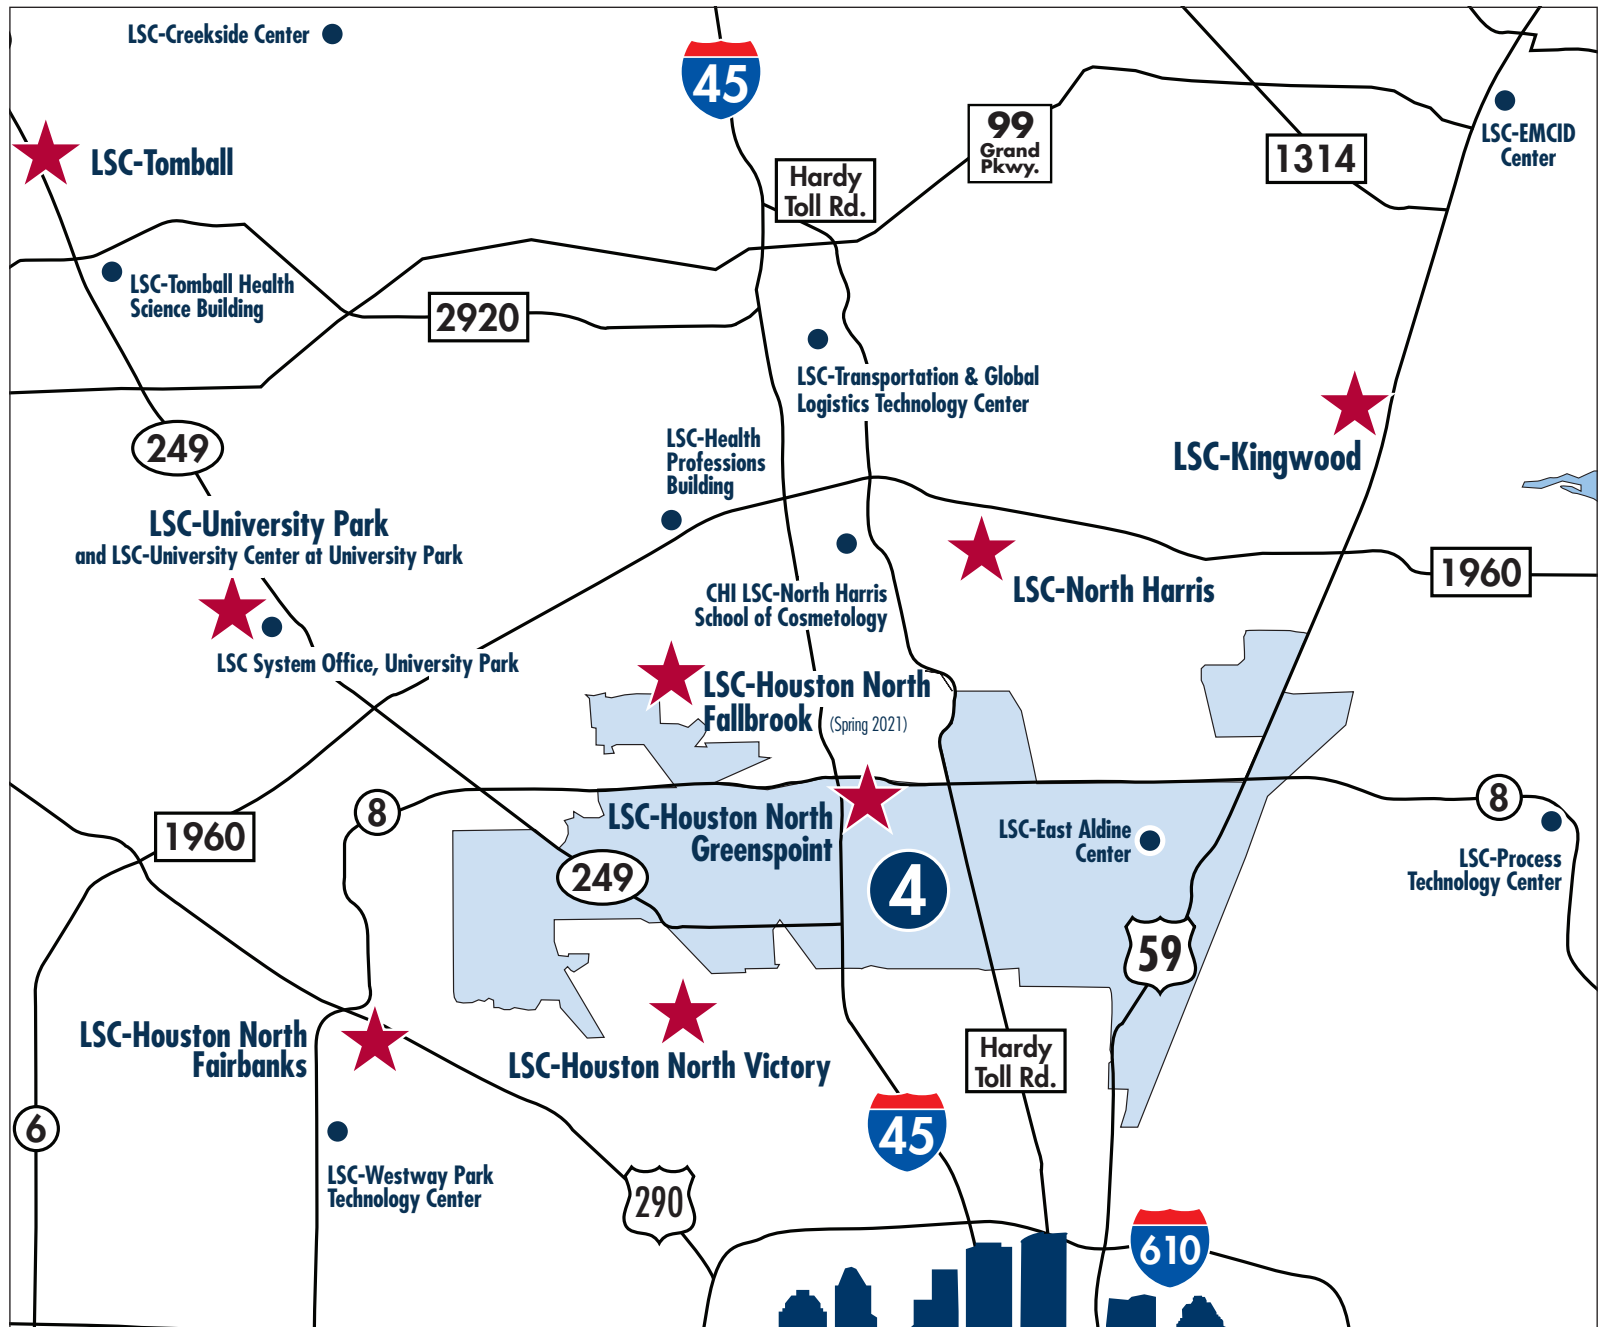 LSC-Creekside Center
45
99
Grand
Pkwy.
LSC-EMCID
Center
1314
LSC-Tomball
Hardy
Toll Rd.
LSC-Tomball Health
Science Building
2920
LSC-Transportation & Global
Logistics Technology Center
249
LSC-Health
Professions
Building
LSC-Kingwood
LSC-University Park
and LSC-University Center at University Park
1960
CHI LSC-North Harris
School of Cosmetology
LSC-North Harris
LSC System Office, University Park
LSC-Houston North
Fallbrook (Spring 2021)
8
8
1960
LSC-Houston North
Greenspoint
LSC-East Aldine
Center
LSC-Process
Technology Center
249
4
59
LSC-Houston North
Fairbanks
LSC-Houston North Victory
Hardy
Toll Rd.
6
45
LSC-Westway Park
Technology Center
290
610